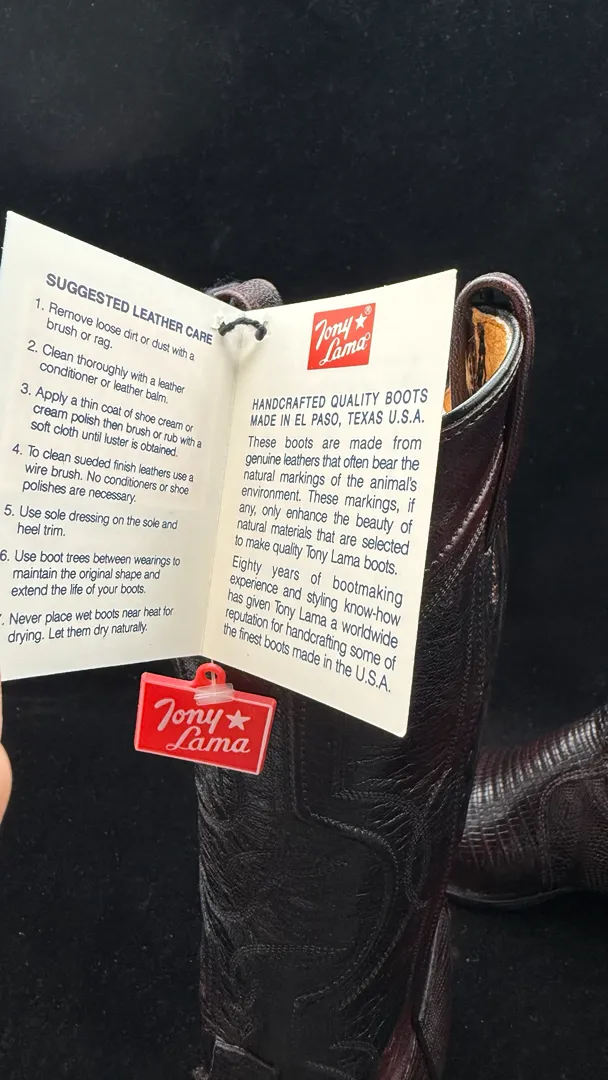 SUGGESTED LEATHER CARE
1. Remove loose dirt or dust with a
brush or rag.
2. Clean thoroughly with a leather
conditioner or leather balm.
3. Apply a thin coat of shoe cream or
cream polish then brush or rub with a
soft cloth until luster is obtained.
4. To clean sueded finish leathers use a
wire brush. No conditioners or shoe
polishes are necessary.
5. Use sole dressing on the sole and
heel trim.
6. Use boot trees between wearings to
maintain the original shape and
extend the life of your boots.
7. Never place wet boots near heat for
drying. Let them dry naturally.
Tony
Lama®
HANDCRAFTED QUALITY BOOTS
MADE IN EL PASO, TEXAS U.S.A.
These boots are made from
genuine leathers that often bear the
natural markings of the animal's
environment. These markings, if
any, only enhance the beauty of
natural materials that are selected
to make quality Tony Lama boots.
Eighty years of bootmaking
experience and styling know-how
has given Tony Lama a worldwide
reputation for handcrafting some of
the finest boots made in the U.S.A.
Tony
Lama